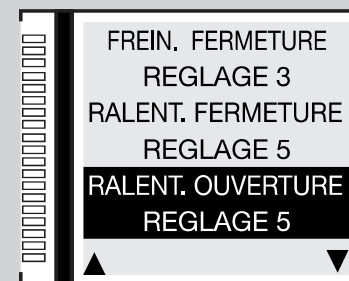 FREIN. FERMETURE
REGLAGE 3
RALENT. FERMETURE
REGLAGE 5
RALENT. OUVERTURE
REGLAGE 5